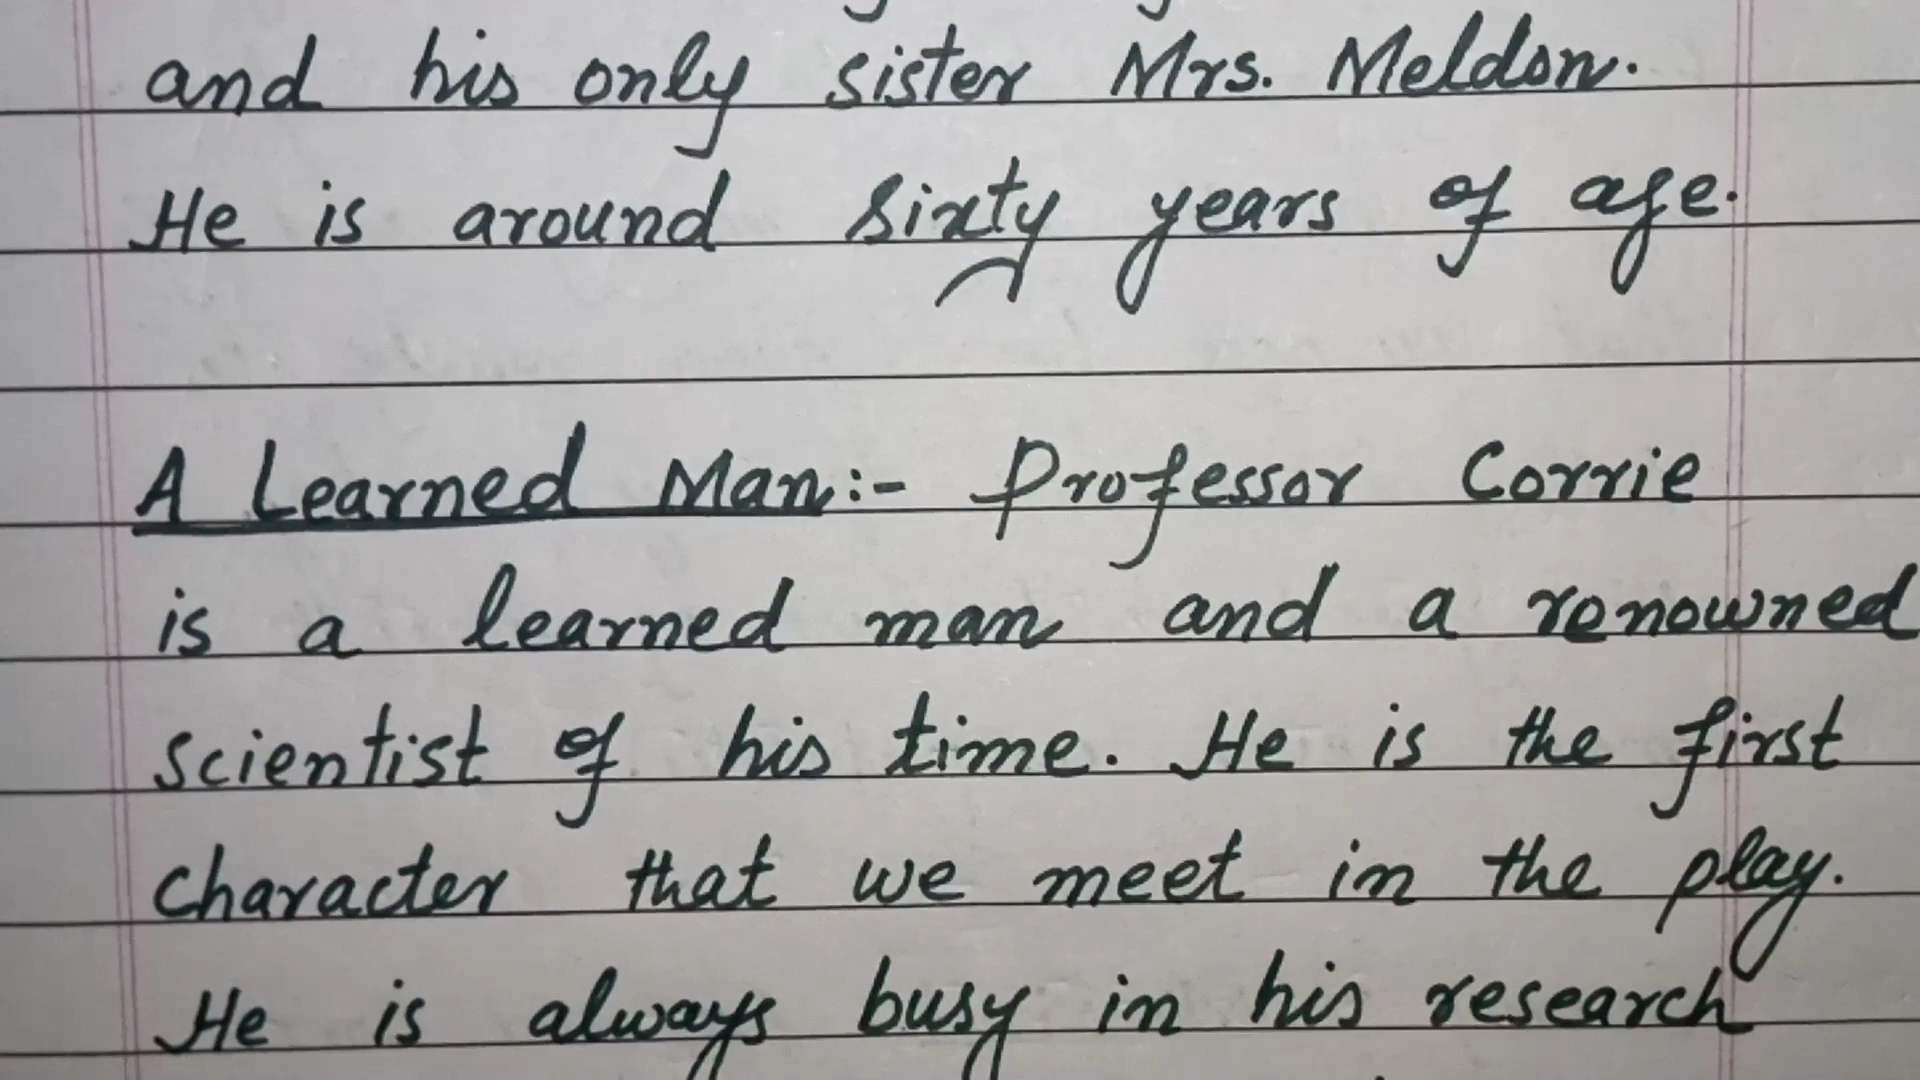 and his only sister Mrs. Meldon.
He is around sixty years of age.
A Learned Man:- Professor Corrie
is a learned man and a renowned
scientist of his time. He is the first
character that we meet in the play.
He is always busy in his research